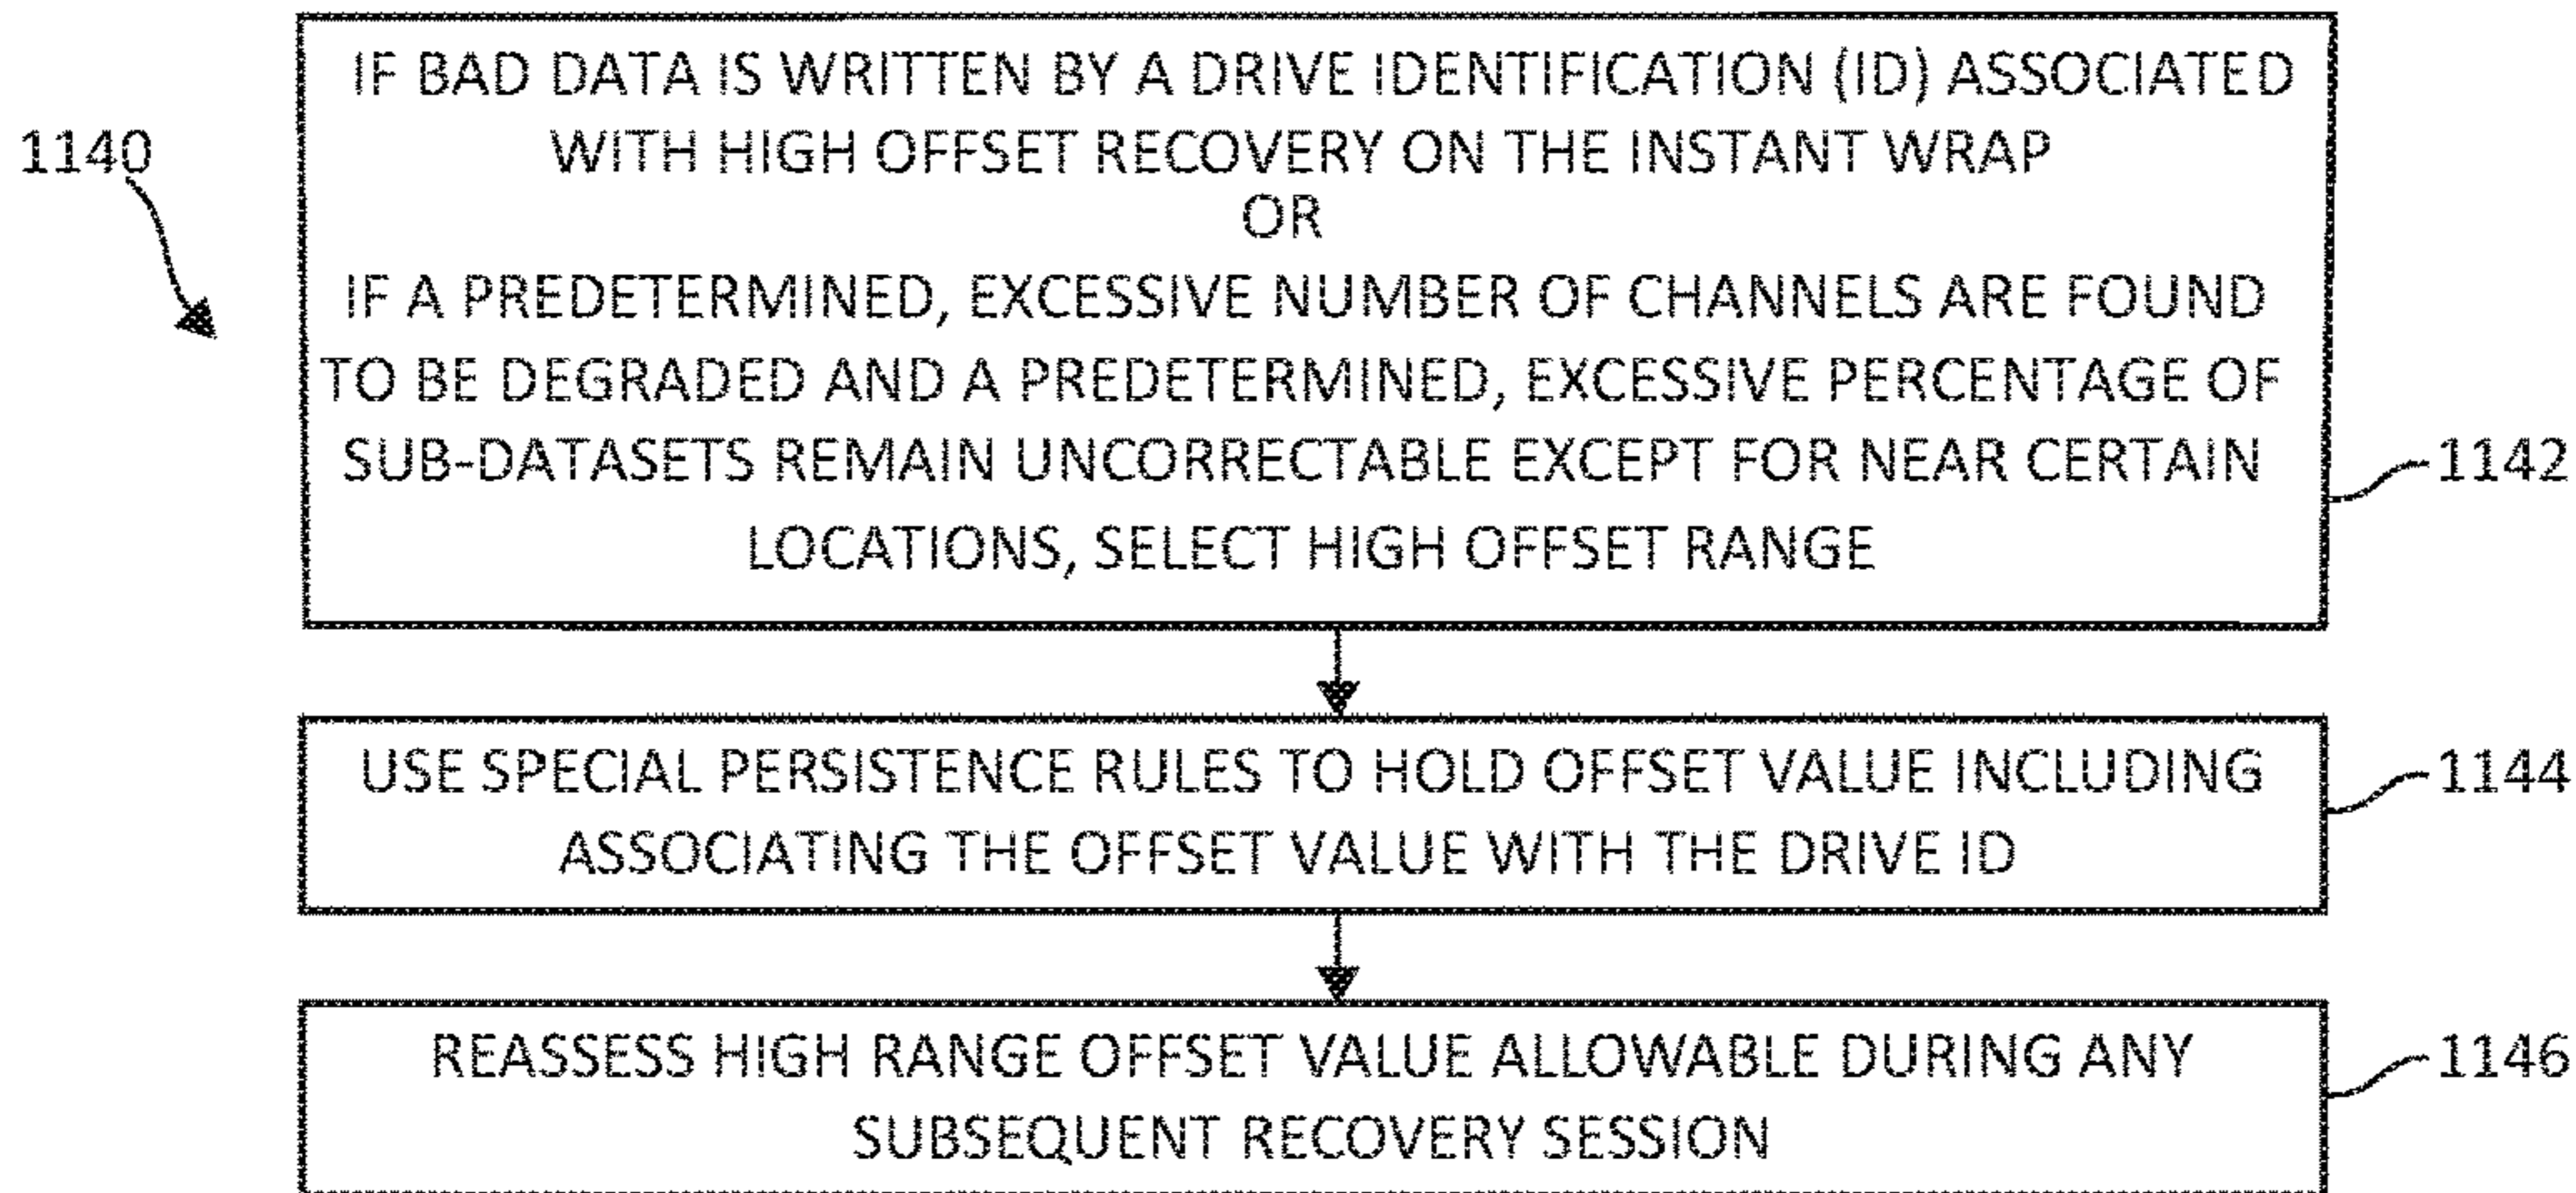 1140
IF BAD DATA IS WRITTEN BY A DRIVE IDENTIFICATION (ID) ASSOCIATED
WITH HIGH OFFSET RECOVERY ON THE INSTANT WRAP
OR
IF A PREDETERMINED, EXCESSIVE NUMBER OF CHANNELS ARE FOUND
TO BE DEGRADED AND A PREDETERMINED, EXCESSIVE PERCENTAGE OF
SUB-DATASETS REMAIN UNCORRECTABLE EXCEPT FOR NEAR CERTAIN
LOCATIONS, SELECT HIGH OFFSET RANGE
1142
USE SPECIAL PERSISTENCE RULES TO HOLD OFFSET VALUE INCLUDING
ASSOCIATING THE OFFSET VALUE WITH THE DRIVE ID
1144
REASSESS HIGH RANGE OFFSET VALUE ALLOWABLE DURING ANY
SUBSEQUENT RECOVERY SESSION
1146